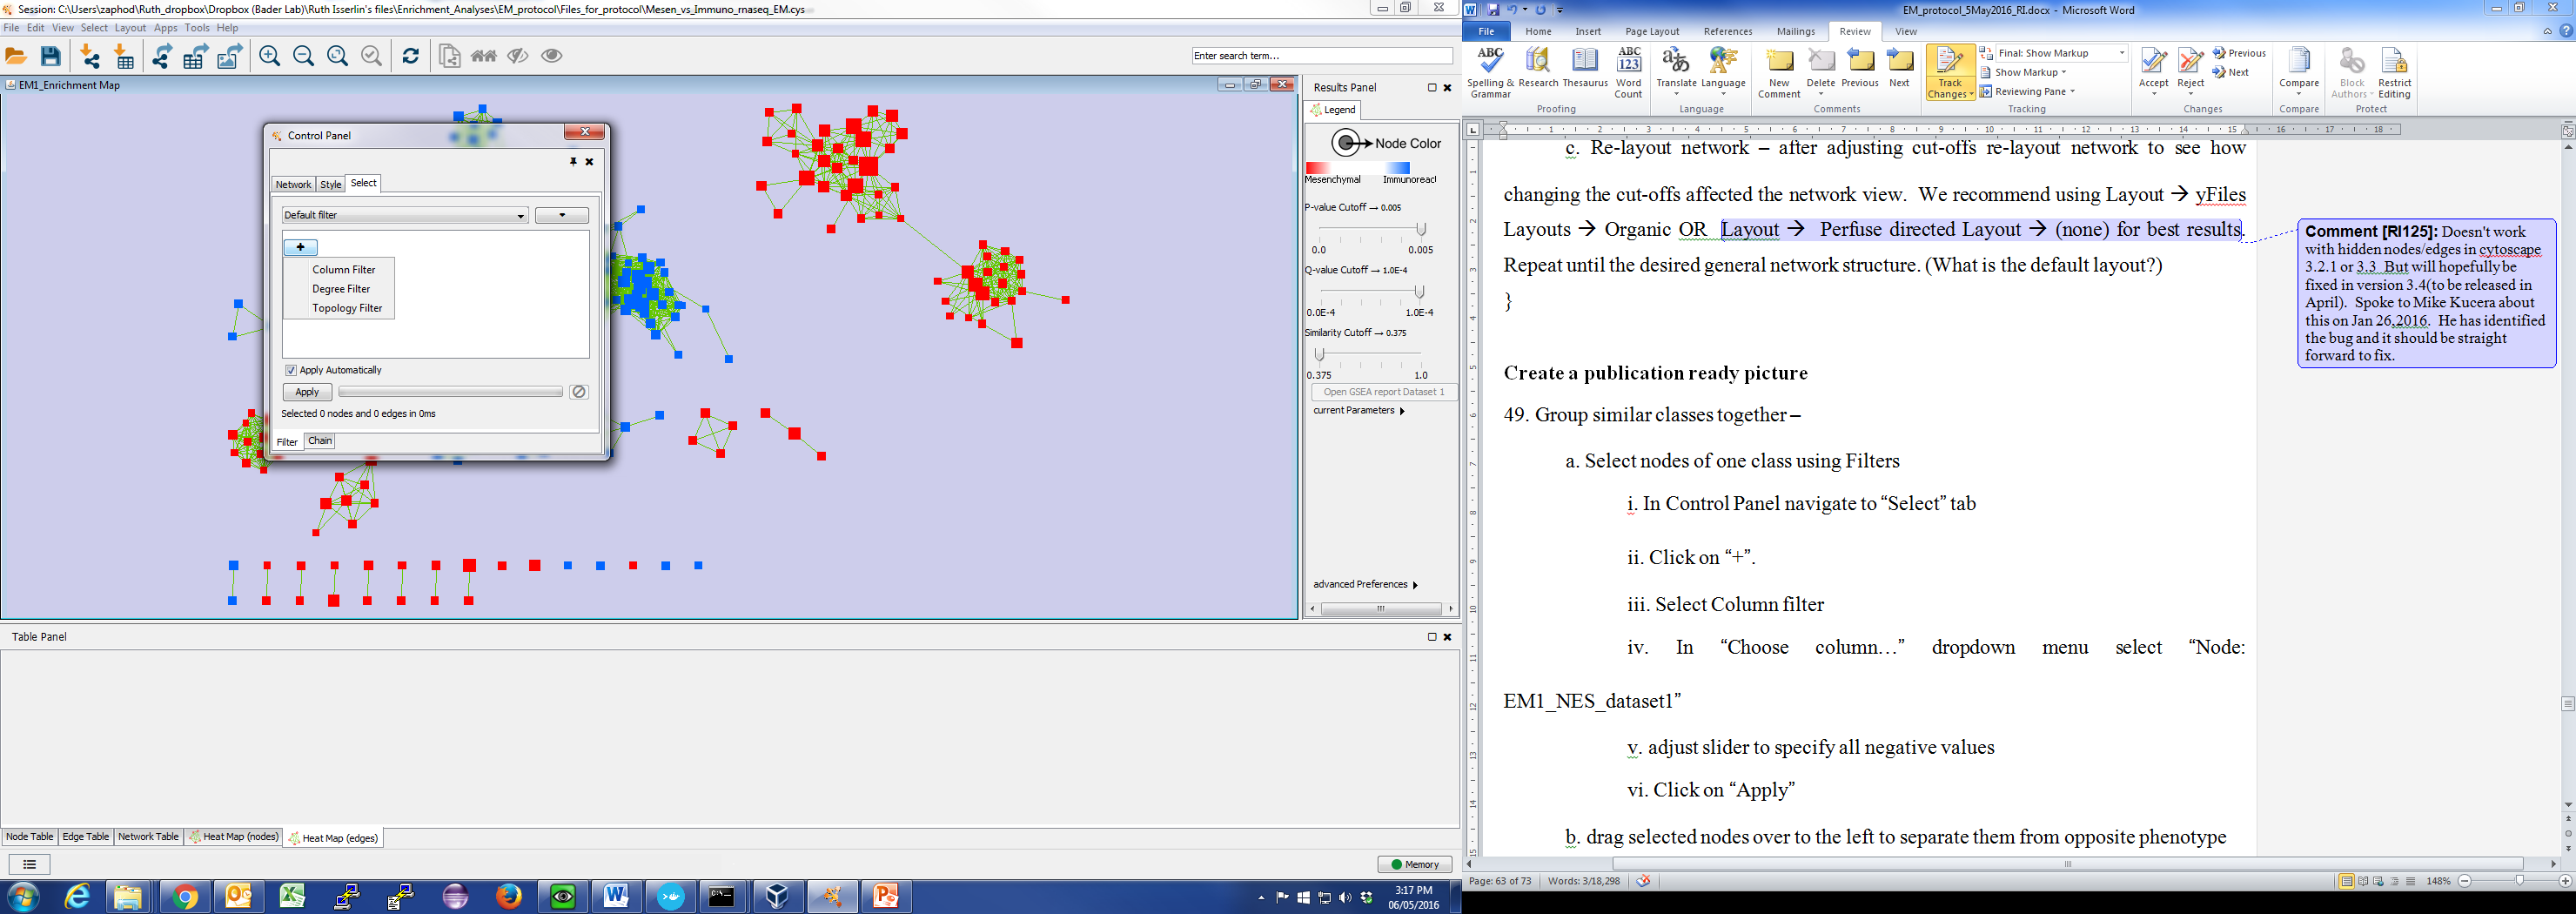 Session: C:\Users\zaphod\Ruth_dropbox\Dropbox (Bader Lab)\Ruth Isserlin's files\Enrichment_Analyses\EM_protocol\Files_for_protocol\Mesen_vs_Immuno_rnaseq_EM.cys
File Edit View Select Layout Apps Tools Help
Enter search term...
EM1_Enrichment Map
Control Panel
Network Style Select
Default filter
+
Column Filter
Degree Filter
Topology Filter
Apply Automatically
Apply
Selected 0 nodes and 0 edges in 0ms
Filter Chain
Results Panel
Legend
Node Color
Mesenchymal Immunoreact
P-value Cutoff → 0.005
0.0 0.005
Q-value Cutoff → 1.0E-4
0.0E-4 1.0E-4
Similarity Cutoff → 0.375
0.375 1.0
Open GSEA report Dataset 1
current Parameters
advanced Preferences
Table Panel
Node Table Edge Table Network Table Heat Map (nodes) Heat Map (edges)
Memory
3:17 PM
06/05/2016
EM_protocol_5May2016_RI.docx - Microsoft Word
File Home Insert Page Layout References Mailings Review View
Spelling & Grammar Research Thesaurus Word Count
Translate Language
New Comment Delete Previous Next
Track Changes
Final: Show Markup
Show Markup
Reviewing Pane
Accept Reject Previous
Next
Compare
Block Authors Restrict Editing
Proofing Language Comments Tracking Changes Compare Protect
1 2 3 4 5 6 7 8 9 10 11 12 13 14 15 16 17 18
c. Re-layout network – after adjusting cut-offs re-layout network to see how
changing the cut-offs affected the network view. We recommend using Layout → yFiles
Layouts → Organic OR Layout → Perfuse directed Layout → (none) for best results.
Repeat until the desired general network structure. (What is the default layout?)
}
Comment [RI125]: Doesn't work
with hidden nodes/edges in cytoscape
3.2.1 or 3.3 But will hopefully be
fixed in version 3.4(to be released in
April). Spoke to Mike Kucera about
this on Jan 26,2016. He has identified
the bug and it should be straight
forward to fix.
Create a publication ready picture
49. Group similar classes together –
a. Select nodes of one class using Filters
i. In Control Panel navigate to “Select” tab
ii. Click on “+”.
iii. Select Column filter
iv. In “Choose column…” dropdown menu select “Node:
EM1_NES_dataset1”
v. adjust slider to specify all negative values
vi. Click on “Apply”
b. drag selected nodes over to the left to separate them from opposite phenotype
Page: 63 of 73 Words: 3/18,298 148%